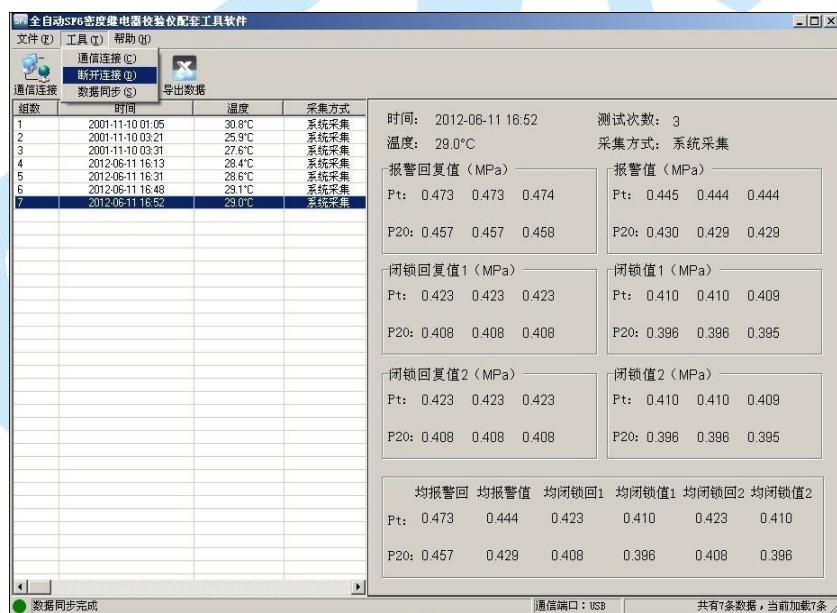 SF6 全自动SF6密度继电器校验仪配套工具软件
文件(F) 工具(T) 帮助(H)
通信连接(C)
断开连接(D)
数据同步(S)
通信连接 导出数据
组数 时间 温度 采集方式
1 2001-11-10 01:05 30.8°C 系统采集
2 2001-11-10 03:21 25.9°C 系统采集
3 2001-11-10 03:31 27.6°C 系统采集
4 2012-06-11 16:13 28.4°C 系统采集
5 2012-06-11 16:31 28.6°C 系统采集
6 2012-06-11 16:48 29.1°C 系统采集
7 2012-06-11 16:52 29.0°C 系统采集
时间: 2012-06-11 16:52 测试次数: 3
温度: 29.0°C 采集方式: 系统采集
报警回复值(MPa) 报警值(MPa)
Pt: 0.473 0.473 0.474 Pt: 0.445 0.444 0.444
P20: 0.457 0.457 0.458 P20: 0.430 0.429 0.429
闭锁回复值1(MPa) 闭锁值1(MPa)
Pt: 0.423 0.423 0.423 Pt: 0.410 0.410 0.409
P20: 0.408 0.408 0.408 P20: 0.396 0.396 0.395
闭锁回复值2(MPa) 闭锁值2(MPa)
Pt: 0.423 0.423 0.423 Pt: 0.410 0.410 0.409
P20: 0.408 0.408 0.408 P20: 0.396 0.396 0.395
均报警回 均报警值 均闭锁回1 均闭锁值1 均闭锁回2 均闭锁值2
Pt: 0.473 0.444 0.423 0.410 0.423 0.410
P20: 0.457 0.429 0.408 0.396 0.408 0.396
数据同步完成 通信端口:USB 共有7条数据,当前加载7条